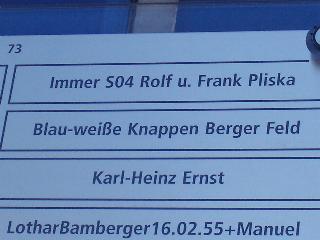 73
Immer S04 Rolf u. Frank Pliska
Blau-weiße Knappen Berger Feld
Karl-Heinz Ernst
LotharBamberger16.02.55+Manuel